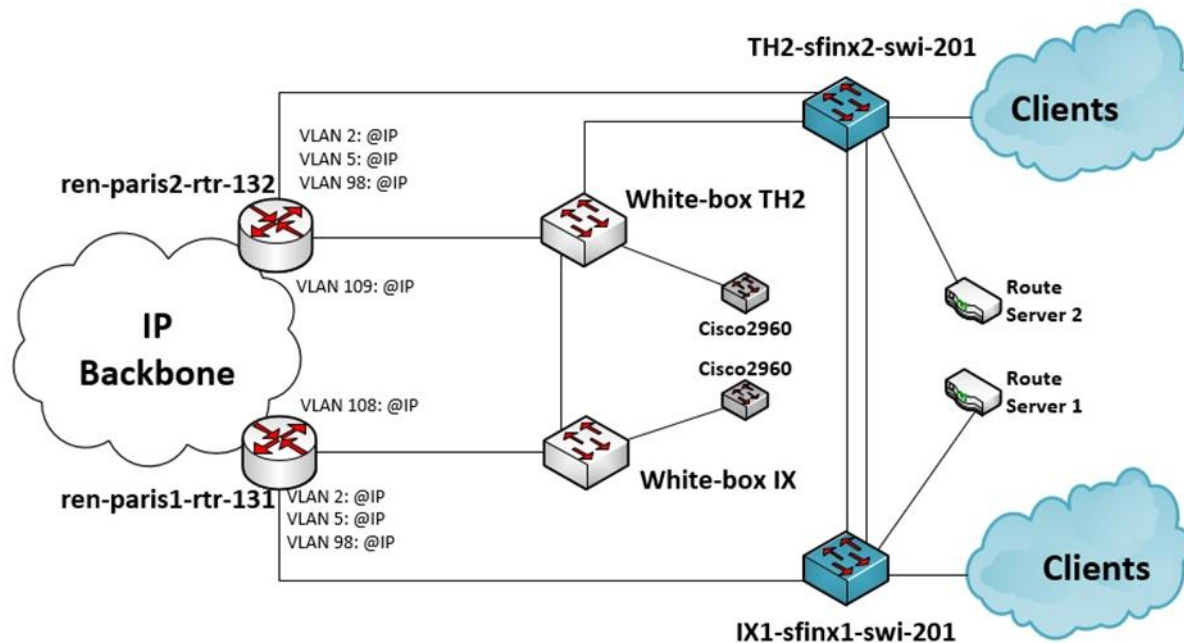 TH2-sfinx2-swi-201
Clients
VLAN 2: @IP
VLAN 5: @IP
VLAN 98: @IP
ren-paris2-rtr-132
White-box TH2
VLAN 109: @IP
Cisco2960
Route
Server 2
IP
Backbone
Cisco2960
Route
Server 1
VLAN 108: @IP
White-box IX
ren-paris1-rtr-131
VLAN 2: @IP
VLAN 5: @IP
VLAN 98: @IP
Clients
IX1-sfinx1-swi-201